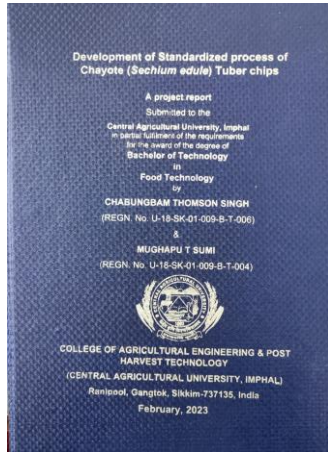 Development of Standardized process of
Chayote (Sechium edule) Tuber chips
A project report
Submitted to the
Central Agricultural University, Imphal
in partial fulfilment of the requirements
for the award of the degree of
Bachelor of Technology
in
Food Technology
by
CHABUNGBAM THOMSON SINGH
(REGN. No. U-18-SK-01-009-B-T-006)
&
MUGHAPU T SUMI
(REGN. No. U-18-SK-01-009-B-T-004)
CENTRAL AGRICULTURAL UNIVERSITY
COLLEGE OF AGRICULTURAL ENGINEERING & POST
HARVEST TECHNOLOGY
(CENTRAL AGRICULTURAL UNIVERSITY, IMPHAL)
Ranipool, Gangtok, Sikkim-737135, India
February, 2023